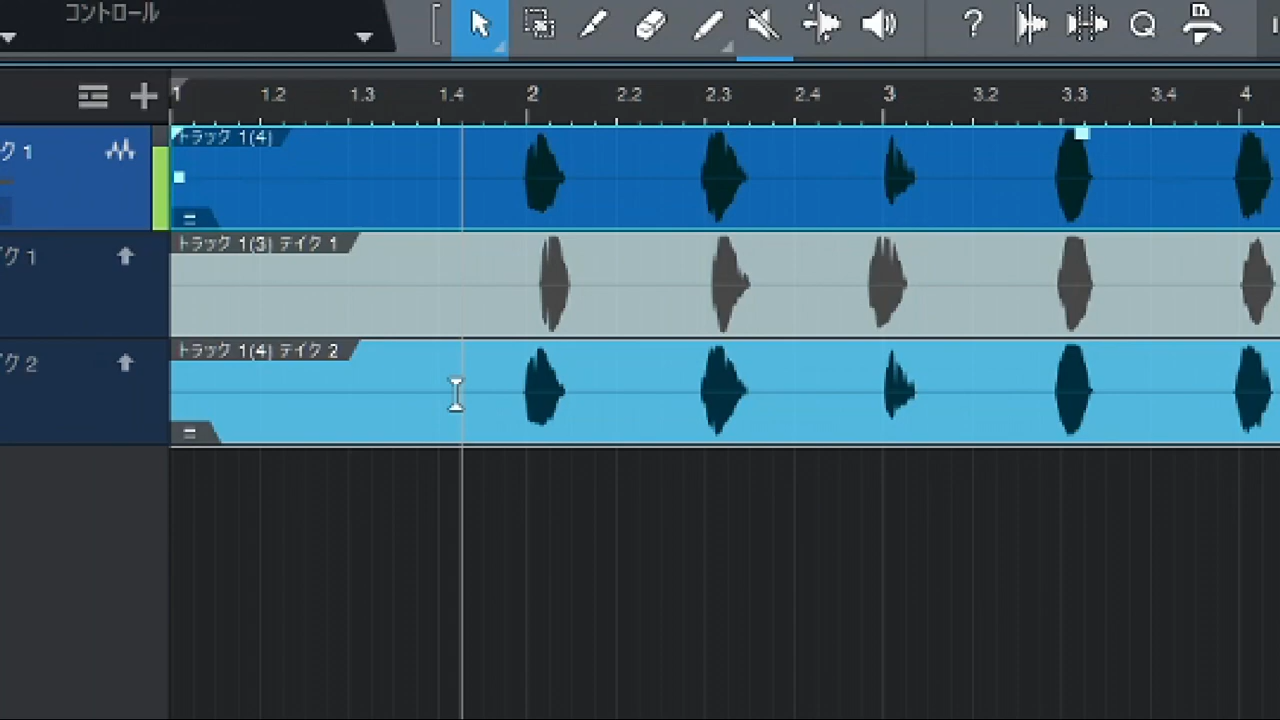 コントロール
1 1.2 1.3 1.4 2 2.2 2.3 2.4 3 3.2 3.3 3.4 4
ク 1
トラック 1(4)
イク 1
トラック 1(3) テイク 1
イク 2
トラック 1(4) テイク 2